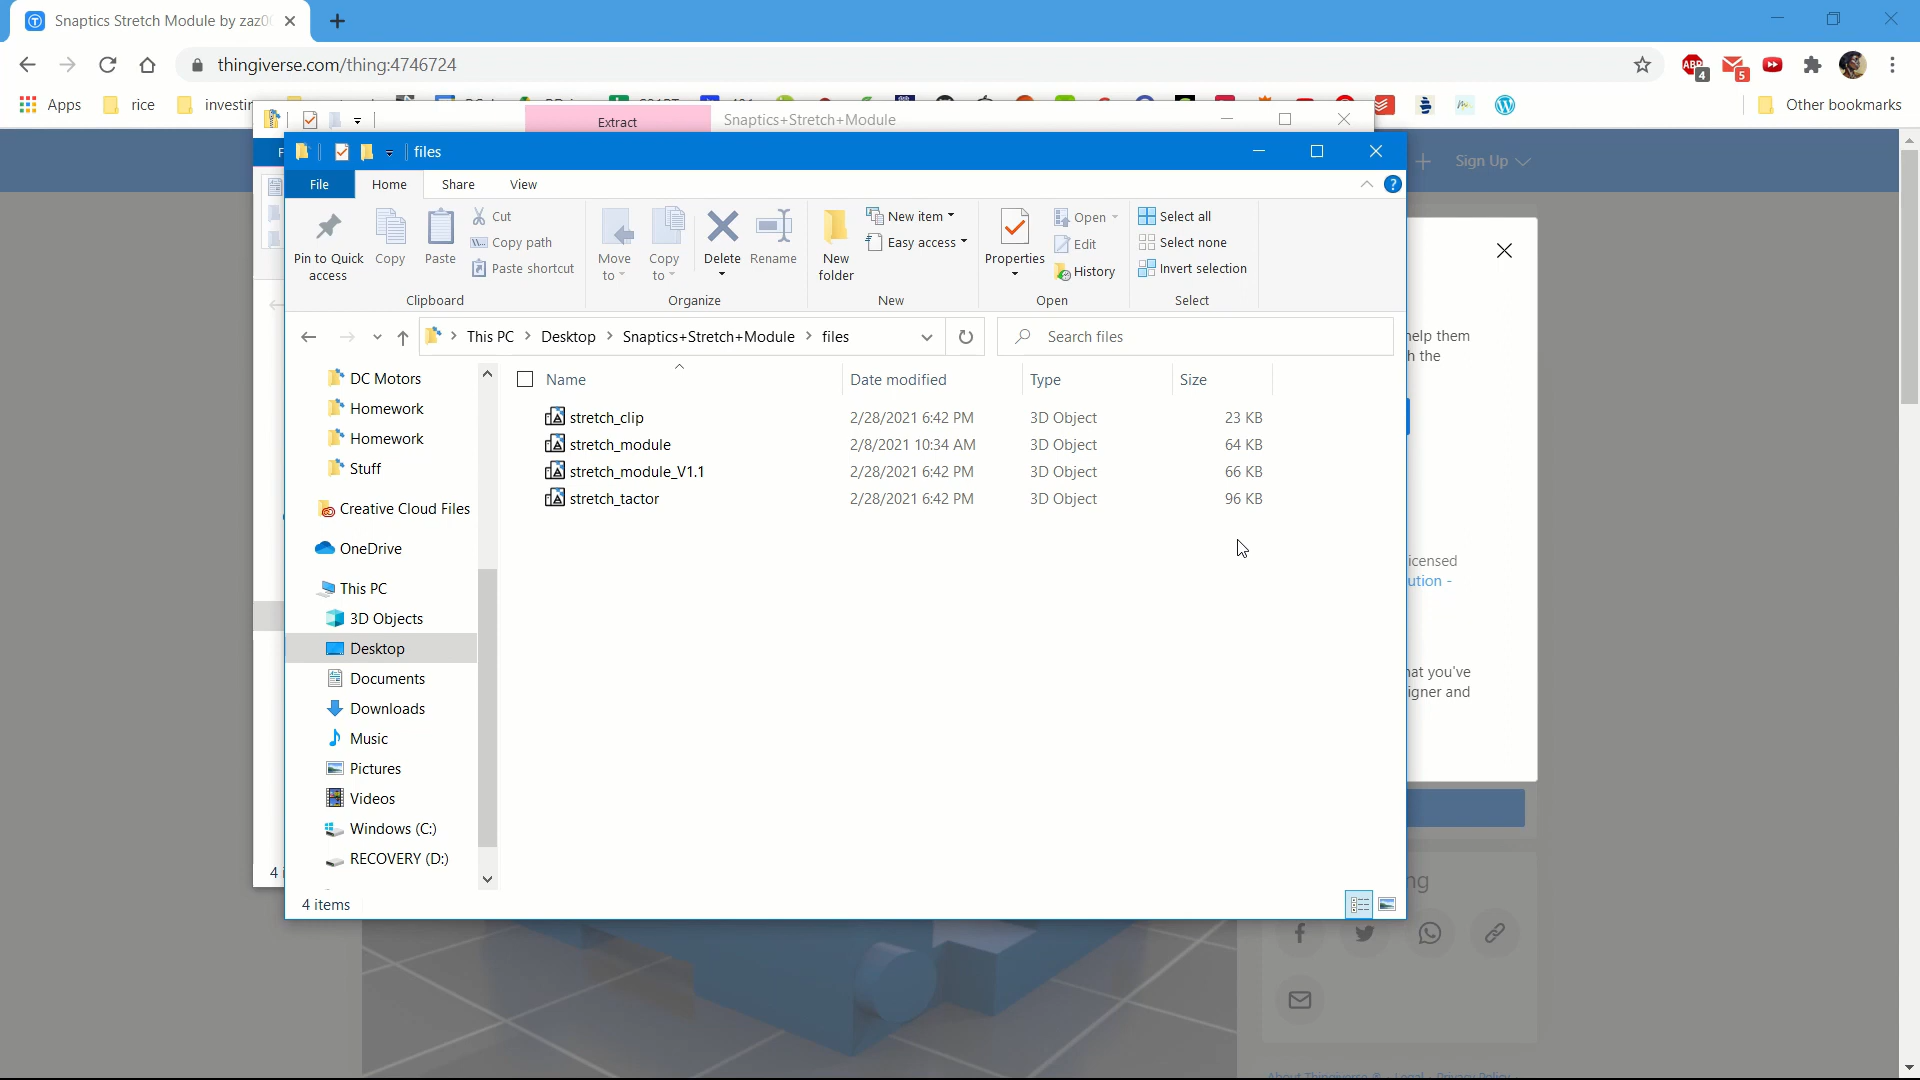 Snaptics Stretch Module by zaz0
thingiverse.com/thing:4746724
4
5
Apps
rice
Other bookmarks
Extract
Snaptics+Stretch+Module
files
Sign Up
File
Home
Share
View
?
Pin to Quick access
Copy
Paste
Cut
Copy path
Paste shortcut
Move to
Copy to
Delete
Rename
New folder
New item
Easy access
Properties
Open
Edit
History
Select all
Select none
Invert selection
Clipboard
Organize
New
Open
Select
This PC
Desktop
Snaptics+Stretch+Module
files
Search files
Name
Date modified
Type
Size
stretch_clip 2/28/2021 6:42 PM 3D Object 23 KB
stretch_module 2/8/2021 10:34 AM 3D Object 64 KB
stretch_module_V1.1 2/28/2021 6:42 PM 3D Object 66 KB
stretch_tactor 2/28/2021 6:42 PM 3D Object 96 KB
DC Motors
Homework
Homework
Stuff
Creative Cloud Files
OneDrive
This PC
3D Objects
Desktop
Documents
Downloads
Music
Pictures
Videos
Windows (C:)
RECOVERY (D:)
4 items
help them
h the
icensed
ution -
hat you've
igner and
ng